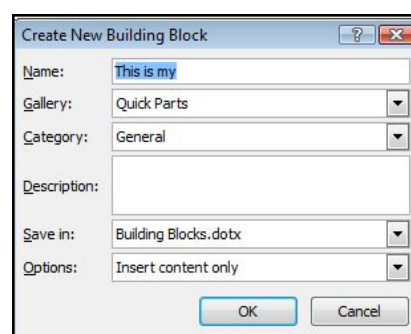 Create New Building Block
Name: This is my
Gallery: Quick Parts
Category: General
Description:
Save in: Building Blocks.dotx
Options: Insert content only
OK Cancel